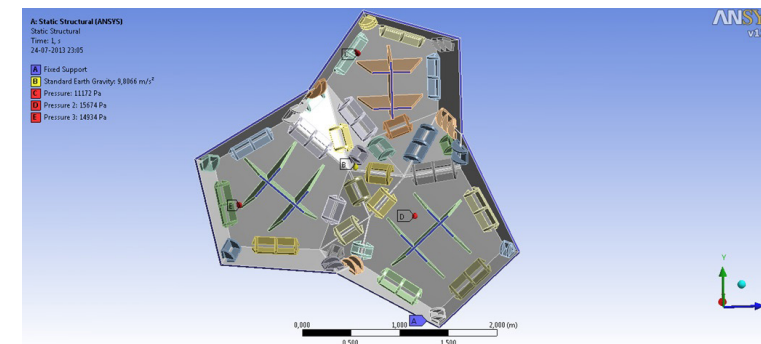 A: Static Structural (ANSYS)
Static Structural
Time: 1, s
24-07-2013 23:05
A Fixed Support
B Standard Earth Gravity: 9,8066 m/s²
C Pressure: 11172 Pa
D Pressure 2: 15674 Pa
E Pressure 3: 14934 Pa
ANSY
B
D
A
Y
0,000 1,000 2,000 (m)
0,500 1,500